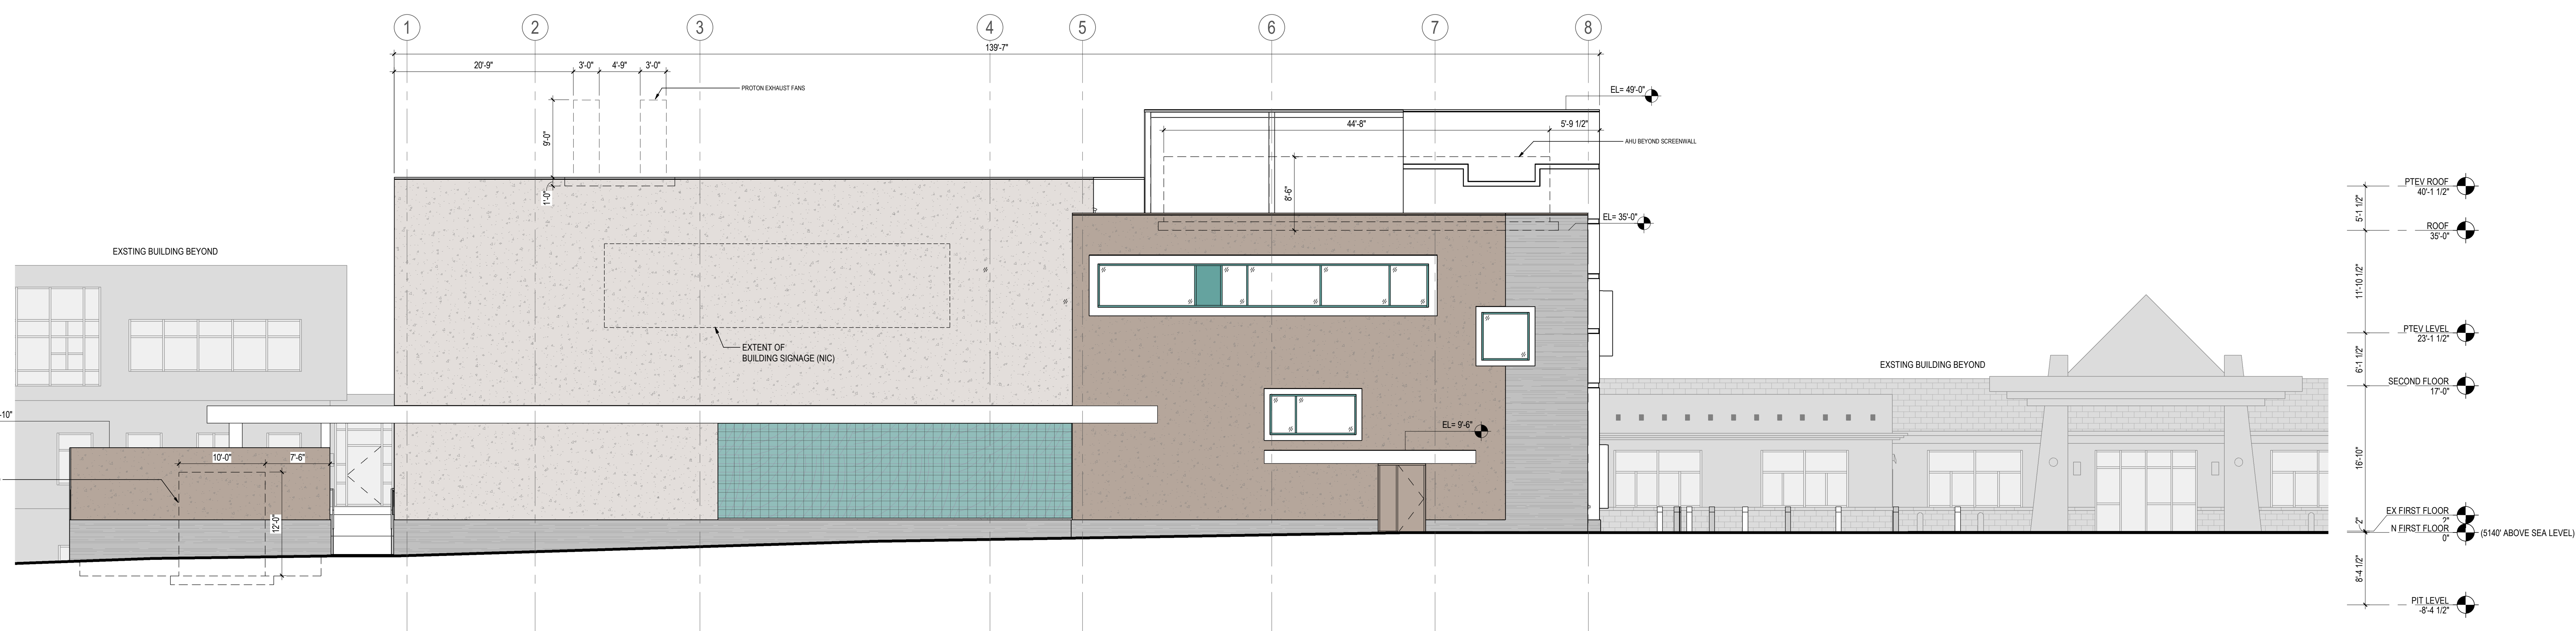 1
2
3
4
5
6
7
8
139'-7"
20'-9"
3'-0"
4'-9"
3'-0"
PROTON EXHAUST FANS
EL= 49'-0"
9'-0"
1'-0"
44'-8"
5'-9 1/2"
AHU BEYOND SCREENWALL
8'-6"
EL= 35'-0"
EXSTING BUILDING BEYOND
EXTENT OF
BUILDING SIGNAGE (NIC)
EXSTING BUILDING BEYOND
-10"
10'-0"
7'-6"
12'-0"
EL= 9'-6"
PTEV ROOF
40'-1 1/2"
5'-1 1/2"
ROOF
35'-0"
11'-10 1/2"
PTEV LEVEL
23'-1 1/2"
6'-1 1/2"
SECOND FLOOR
17'-0"
16'-10"
EX FIRST FLOOR
2"
2"
N FIRST FLOOR
0"
(5140' ABOVE SEA LEVEL)
8'-4 1/2"
PIT LEVEL
-8'-4 1/2"